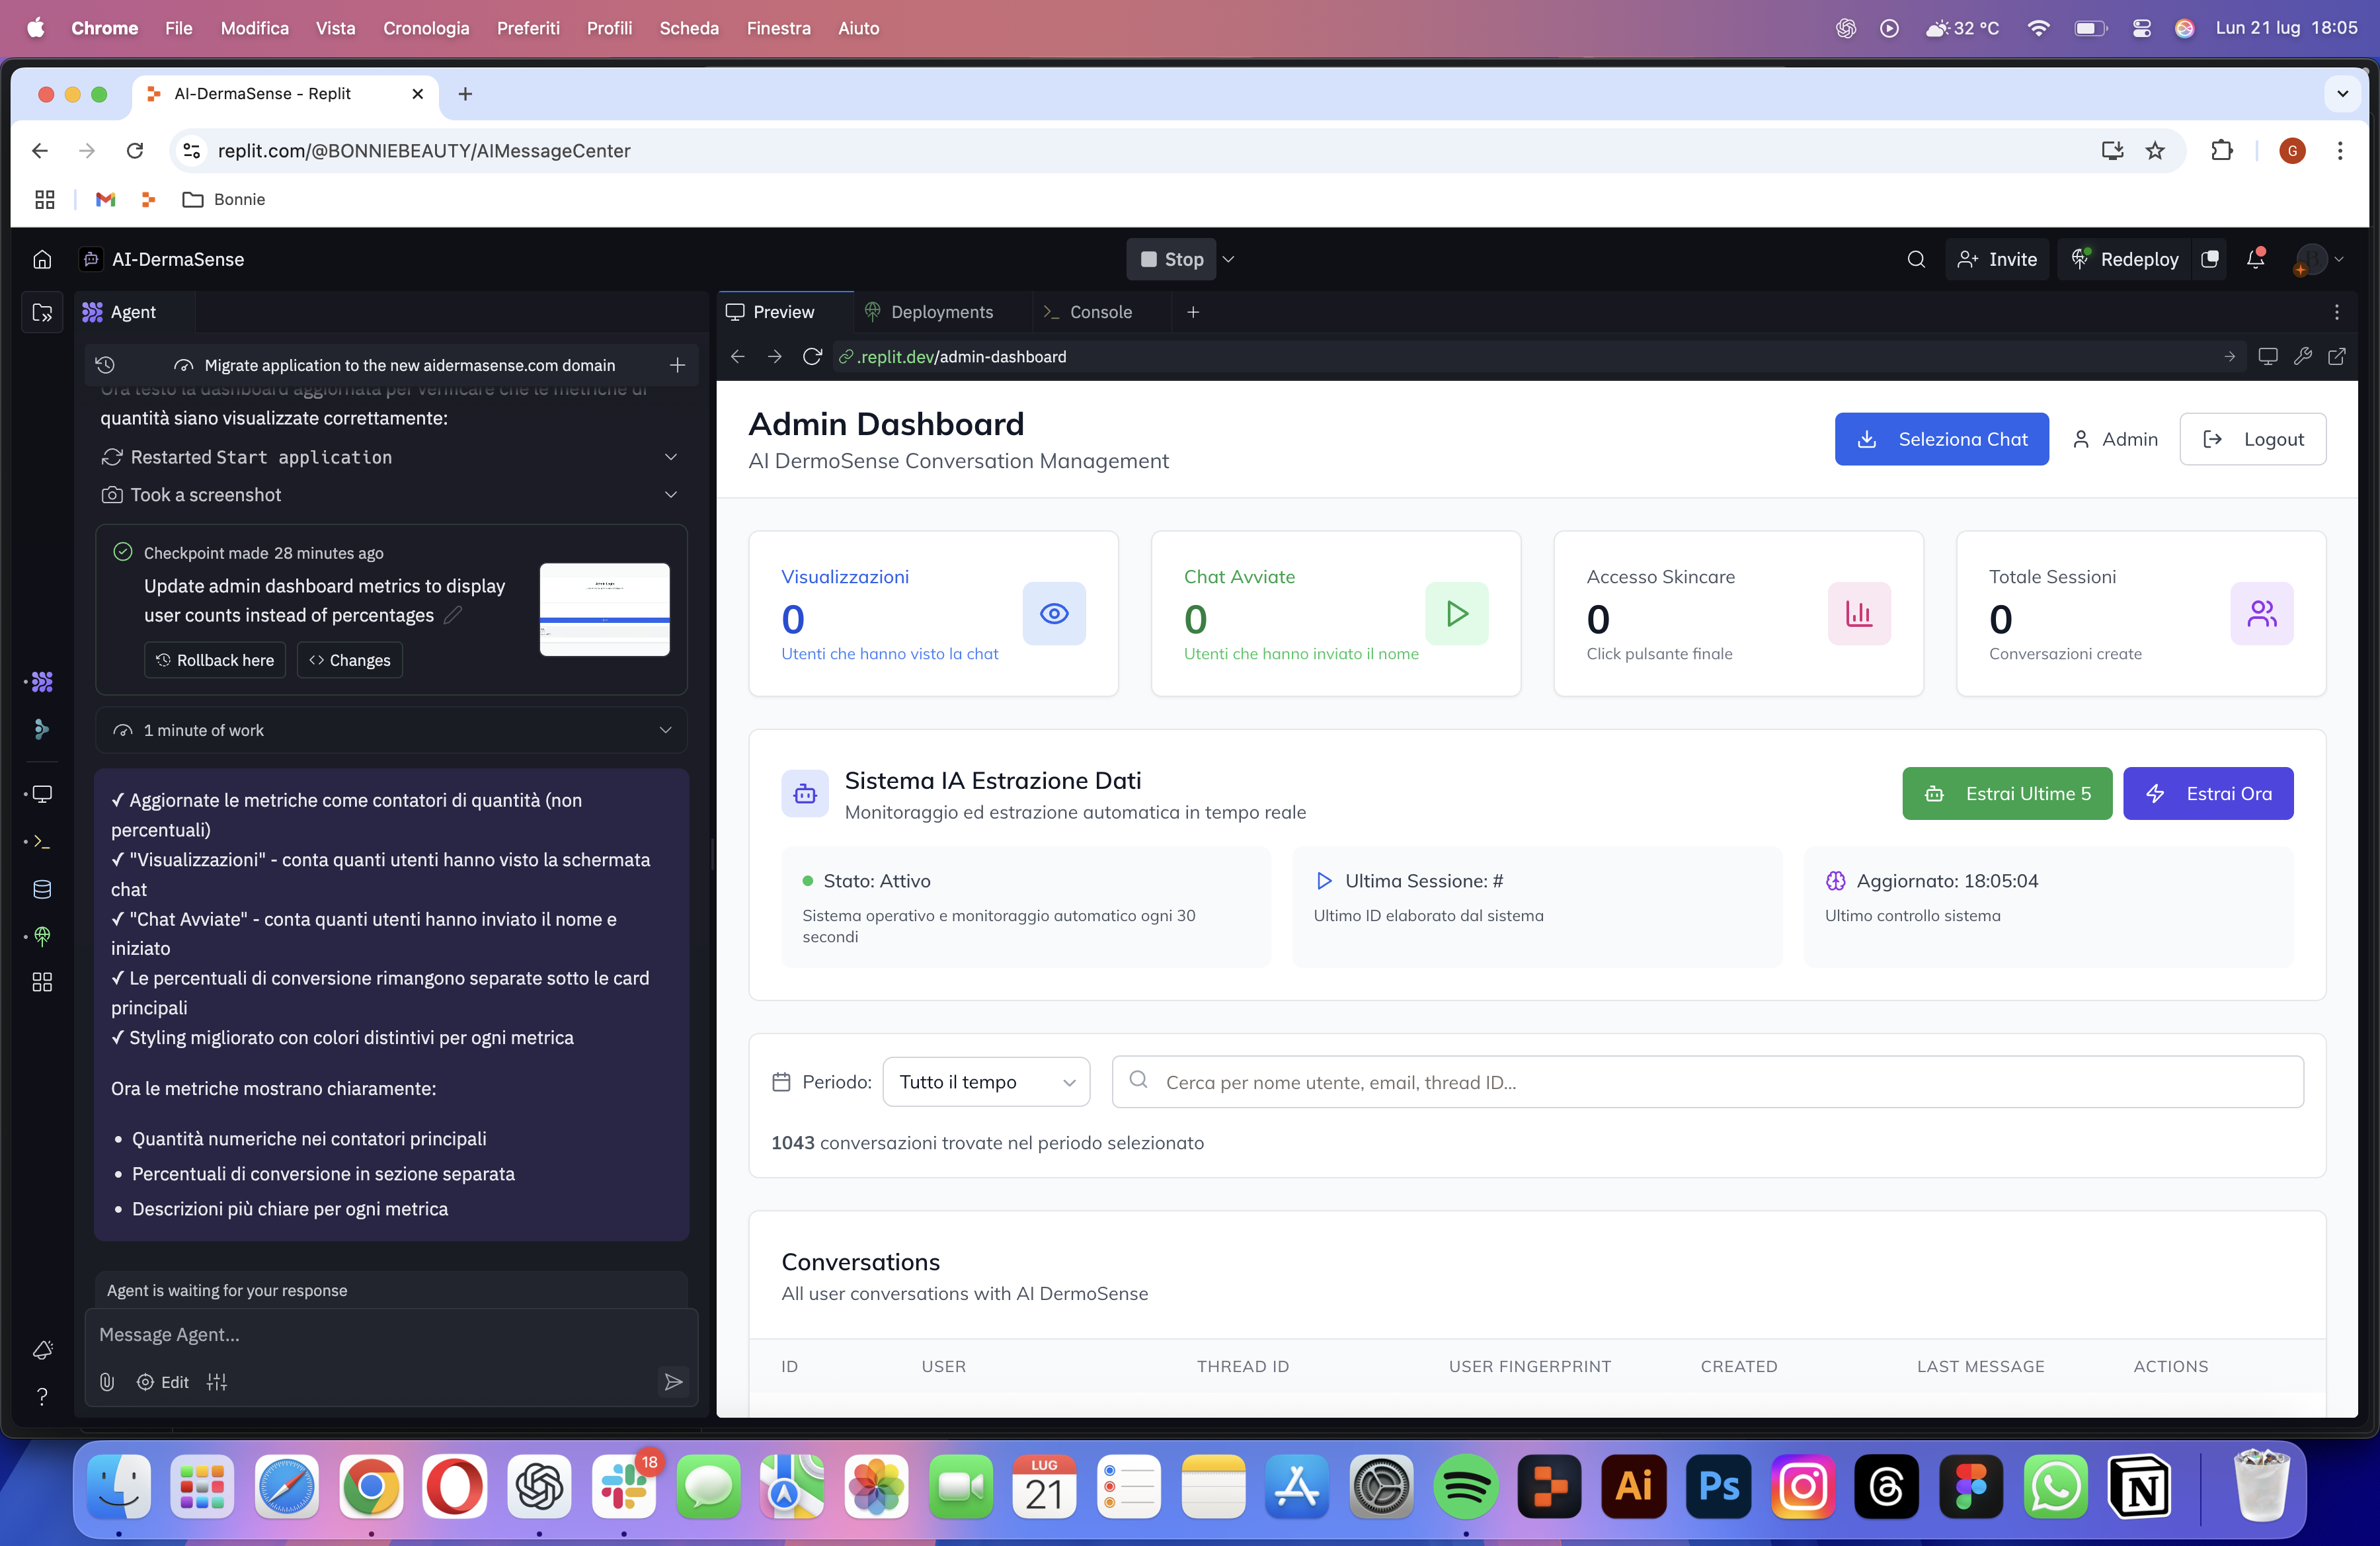 Chrome File Modifica Vista Cronologia Preferiti Profili Scheda Finestra Aiuto 32 °C Lun 21 lug 18:05
AI-DermaSense - Replit
replit.com/@BONNIEBEAUTY/AIMessageCenter
G
Bonnie
AI-DermaSense
Stop
Invite
Redeploy
Agent
Migrate application to the new aidermasense.com domain
Ora testo la dashboard aggiornata per verificare che le metriche di
quantità siano visualizzate correttamente:
Restarted Start application
Took a screenshot
Checkpoint made 28 minutes ago
Update admin dashboard metrics to display
user counts instead of percentages
Rollback here
Changes
1 minute of work
✓ Aggiornate le metriche come contatori di quantità (non
percentuali)
✓ "Visualizzazioni" - conta quanti utenti hanno visto la schermata
chat
✓ "Chat Avviate" - conta quanti utenti hanno inviato il nome e
iniziato
✓ Le percentuali di conversione rimangono separate sotto le card
principali
✓ Styling migliorato con colori distintivi per ogni metrica
Ora le metriche mostrano chiaramente:
• Quantità numeriche nei contatori principali
• Percentuali di conversione in sezione separata
• Descrizioni più chiare per ogni metrica
Agent is waiting for your response
Message Agent...
Edit
Preview
Deployments
Console
.replit.dev/admin-dashboard
Admin Dashboard
AI DermoSense Conversation Management
Seleziona Chat
Admin
Logout
Visualizzazioni
0
Utenti che hanno visto la chat
Chat Avviate
0
Utenti che hanno inviato il nome
Accesso Skincare
0
Click pulsante finale
Totale Sessioni
0
Conversazioni create
Sistema IA Estrazione Dati
Monitoraggio ed estrazione automatica in tempo reale
Estrai Ultime 5
Estrai Ora
Stato: Attivo
Sistema operativo e monitoraggio automatico ogni 30
secondi
Ultima Sessione: #
Ultimo ID elaborato dal sistema
Aggiornato: 18:05:04
Ultimo controllo sistema
Periodo:
Tutto il tempo
Cerca per nome utente, email, thread ID...
1043 conversazioni trovate nel periodo selezionato
Conversations
All user conversations with AI DermoSense
ID USER THREAD ID USER FINGERPRINT CREATED LAST MESSAGE ACTIONS
18
LUG
21
Ai
Ps